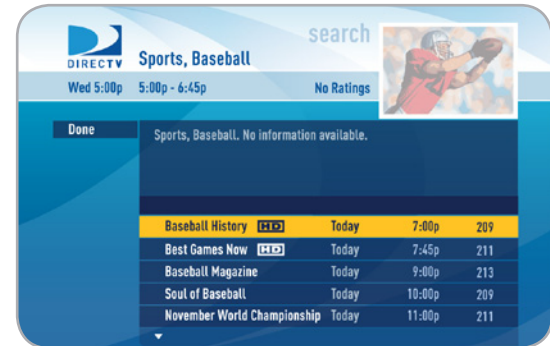 search
DIRECTV
Sports, Baseball
Wed 5:00p 5:00p - 6:45p No Ratings
Done
Sports, Baseball. No information available.
Baseball History HD Today 7:00p 209
Best Games Now HD Today 7:45p 211
Baseball Magazine Today 9:00p 213
Soul of Baseball Today 10:00p 209
November World Championship Today 11:00p 211